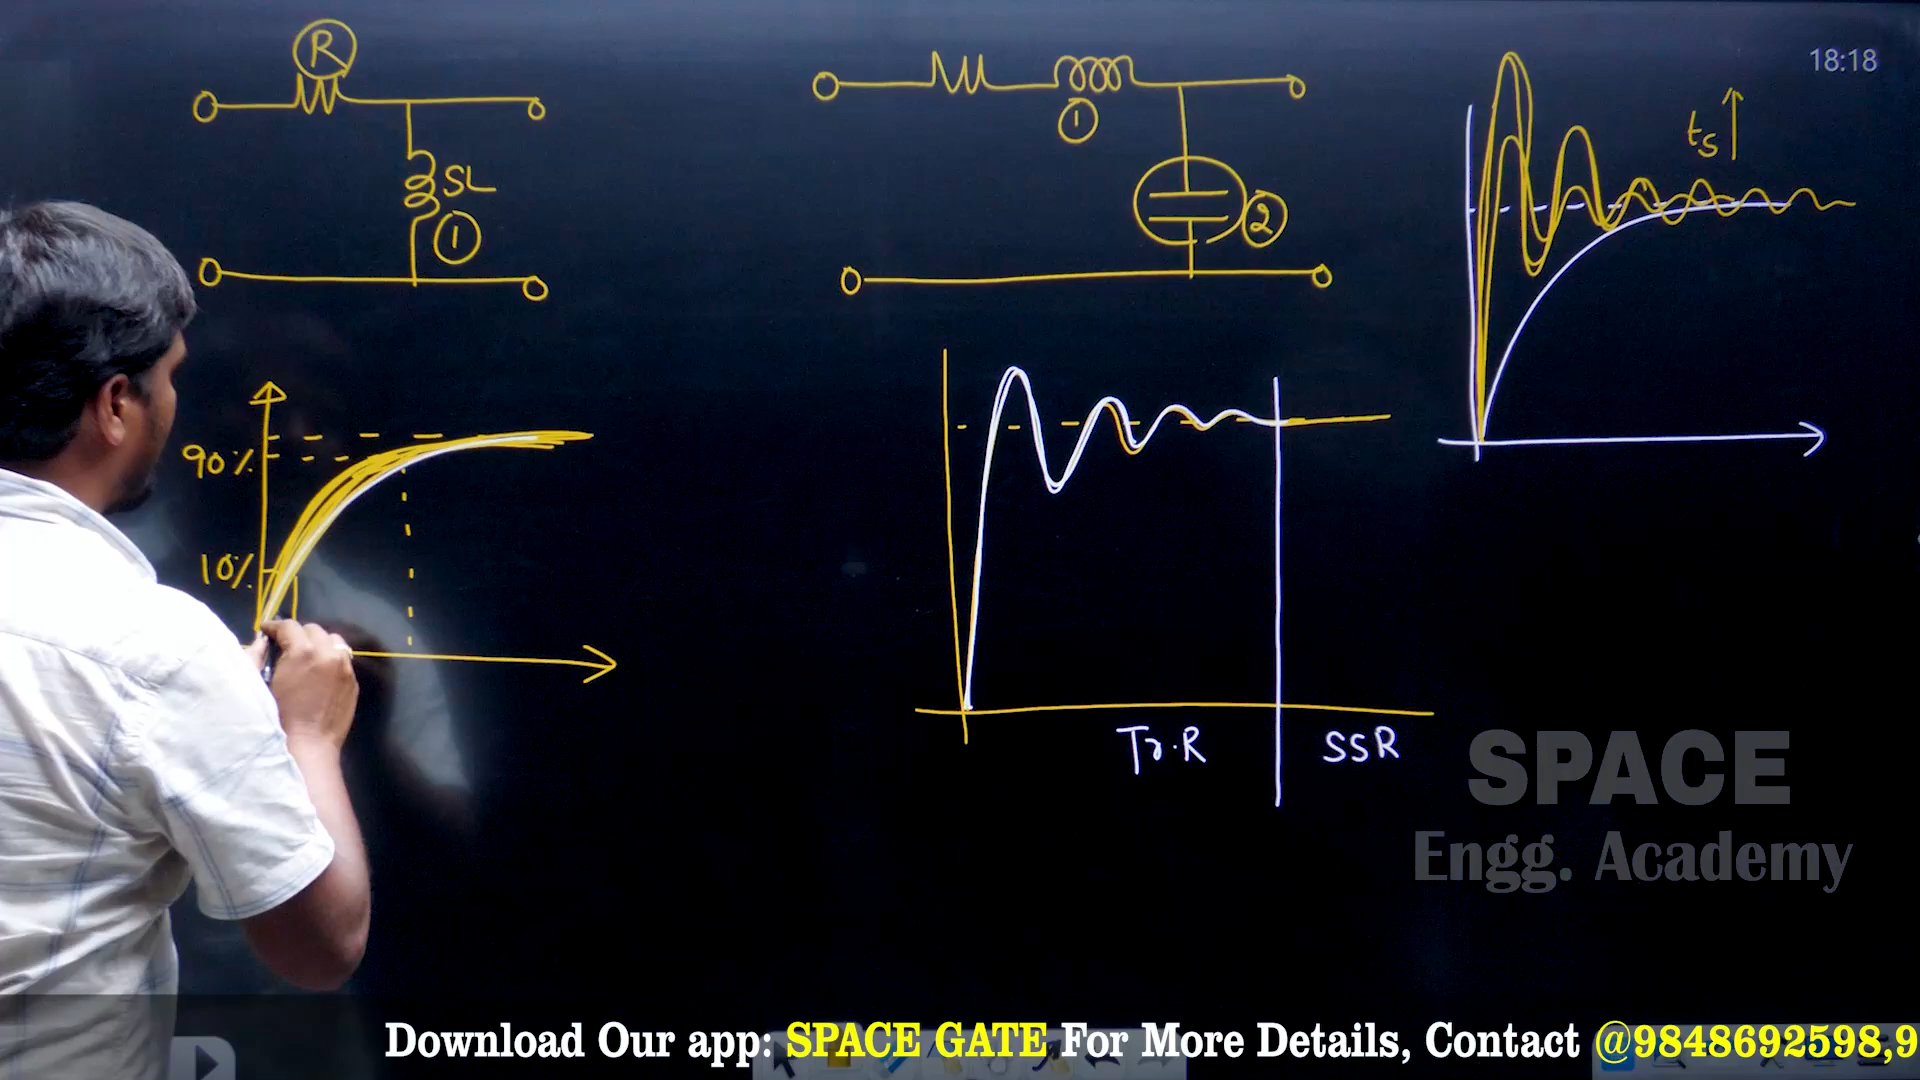 R
SL
1
1
2
18:18
ts
90%
10%
Tr.R
SSR
SPACE
Engg. Academy
Download Our app: SPACE GATE For More Details, Contact @9848692598,9